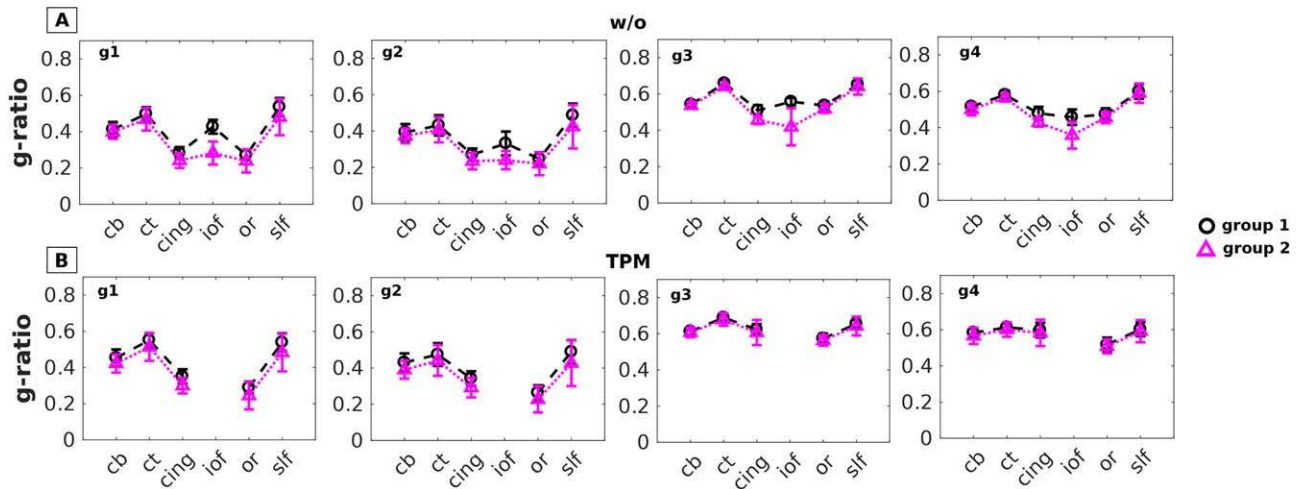 A
w/o
g-ratio
0.8
0.6
0.4
0.2
0
g1
cb
ct
cing
iof
or
slf
0.8
0.6
0.4
0.2
0
g2
cb
ct
cing
iof
or
slf
0.8
0.6
0.4
0.2
0
g3
cb
ct
cing
iof
or
slf
0.8
0.6
0.4
0.2
0
g4
cb
ct
cing
iof
or
slf
group 1
group 2
B
TPM
g-ratio
0.8
0.6
0.4
0.2
0
g1
cb
ct
cing
iof
or
slf
0.8
0.6
0.4
0.2
0
g2
cb
ct
cing
iof
or
slf
0.8
0.6
0.4
0.2
0
g3
cb
ct
cing
iof
or
slf
0.8
0.6
0.4
0.2
0
g4
cb
ct
cing
iof
or
slf